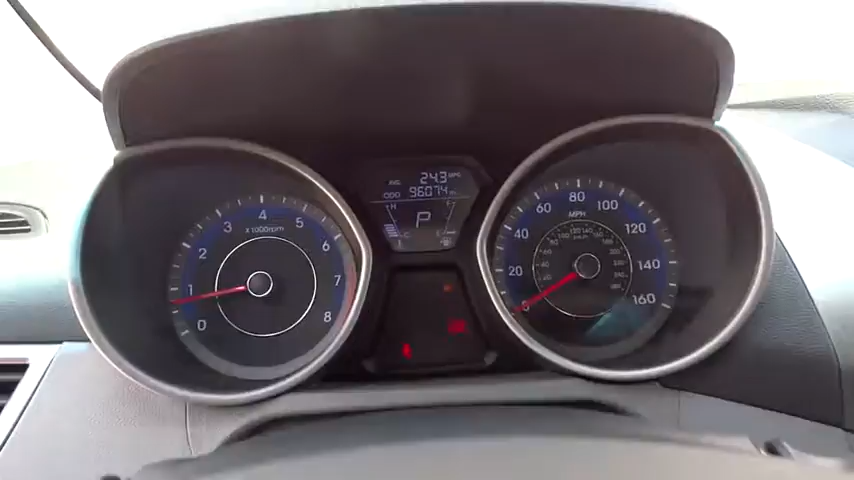 AVG 24.3 MPG
ODO 96074 mi
H F
P
C E
0 1 2 3 4 5 6 7 8
x1000rpm
0 20 40 60 80 100 120 140 160
MPH
km/h